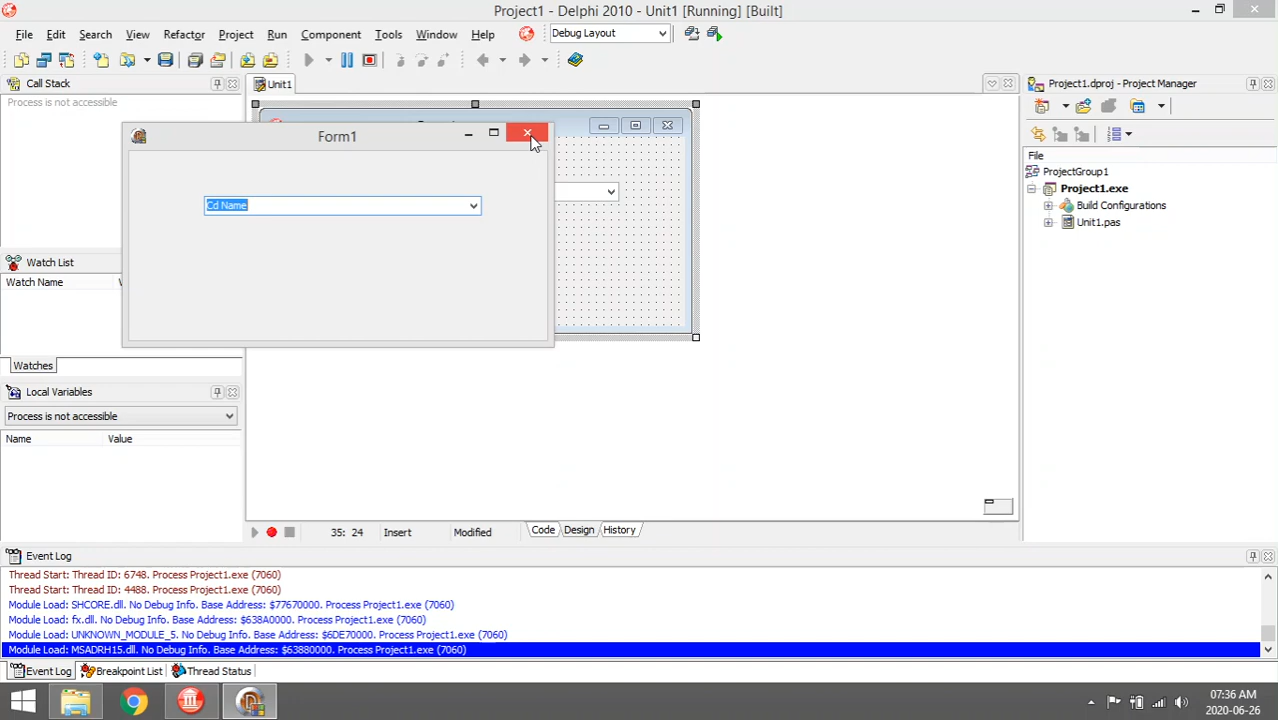 Project1 - Delphi 2010 - Unit1 [Running] [Built]
File Edit Search View Refactor Project Run Component Tools Window Help Debug Layout
Call Stack
Process is not accessible
Unit1
Project1.dproj - Project Manager
Form1
Cd Name
File
ProjectGroup1
Project1.exe
Build Configurations
Unit1.pas
Watch List
Watch Name
Watches
Local Variables
Process is not accessible
Name Value
35: 24 Insert Modified Code Design History
Event Log
Thread Start: Thread ID: 6748. Process Project1.exe (7060)
Thread Start: Thread ID: 4488. Process Project1.exe (7060)
Module Load: SHCORE.dll. No Debug Info. Base Address: $77670000. Process Project1.exe (7060)
Module Load: fx.dll. No Debug Info. Base Address: $638A0000. Process Project1.exe (7060)
Module Load: UNKNOWN_MODULE_5. No Debug Info. Base Address: $6DE70000. Process Project1.exe (7060)
Module Load: MSADRH15.dll. No Debug Info. Base Address: $63880000. Process Project1.exe (7060)
Event Log Breakpoint List Thread Status
07:36 AM
2020-06-26